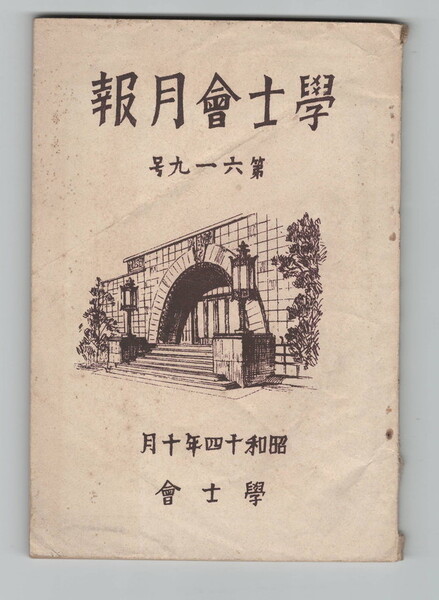 學士會月報
第六一九号
昭和十四年十月
學士會